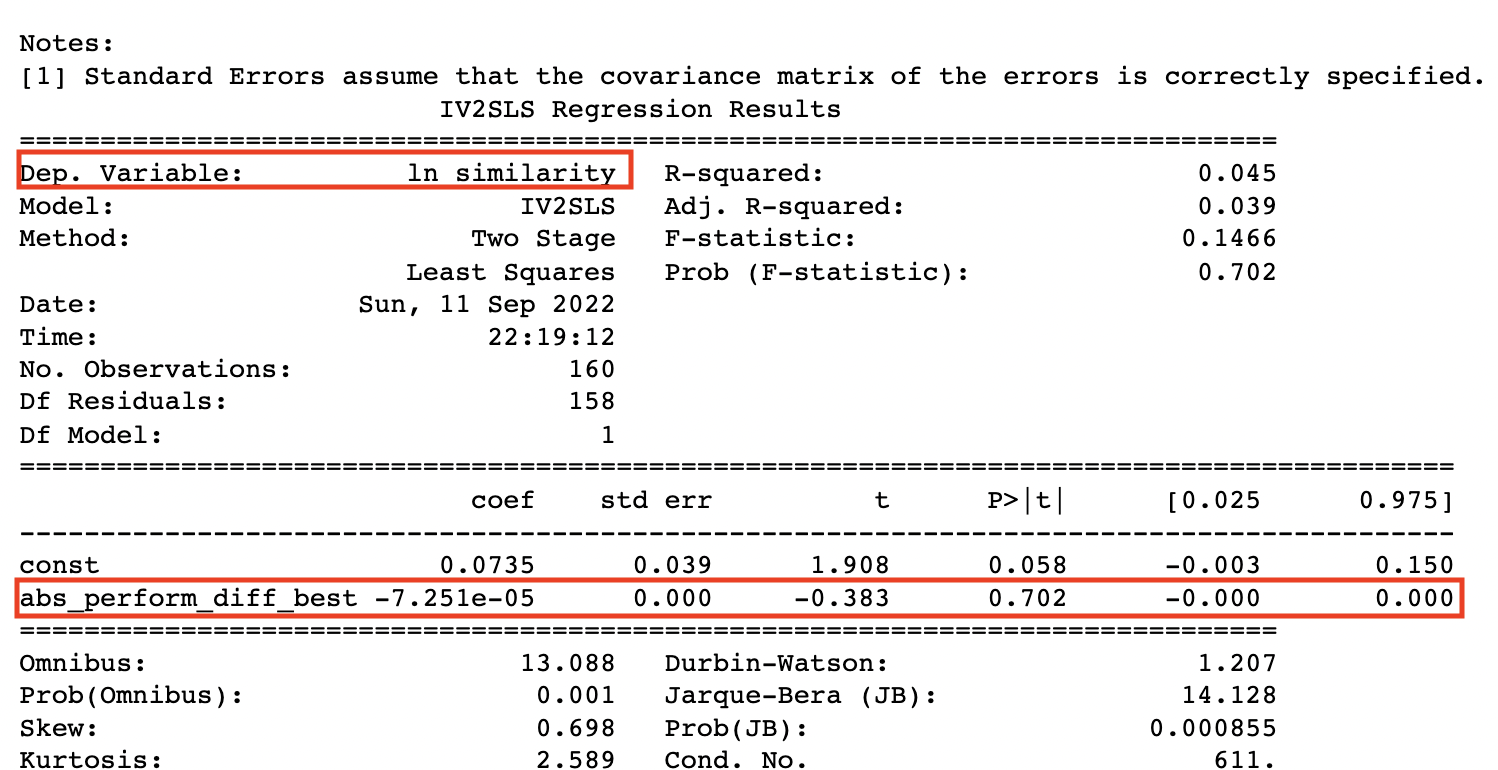 Notes:
[1] Standard Errors assume that the covariance matrix of the errors is correctly specified.
IV2SLS Regression Results
==============================================================================
Dep. Variable: ln similarity R-squared: 0.045
Model: IV2SLS Adj. R-squared: 0.039
Method: Two Stage F-statistic: 0.1466
Least Squares Prob (F-statistic): 0.702
Date: Sun, 11 Sep 2022
Time: 22:19:12
No. Observations: 160
Df Residuals: 158
Df Model: 1
=========================================================================================
coef std err t P>|t| [0.025 0.975]
-----------------------------------------------------------------------------------------
const 0.0735 0.039 1.908 0.058 -0.003 0.150
abs_perform_diff_best -7.251e-05 0.000 -0.383 0.702 -0.000 0.000
==============================================================================
Omnibus: 13.088 Durbin-Watson: 1.207
Prob(Omnibus): 0.001 Jarque-Bera (JB): 14.128
Skew: 0.698 Prob(JB): 0.000855
Kurtosis: 2.589 Cond. No. 611.